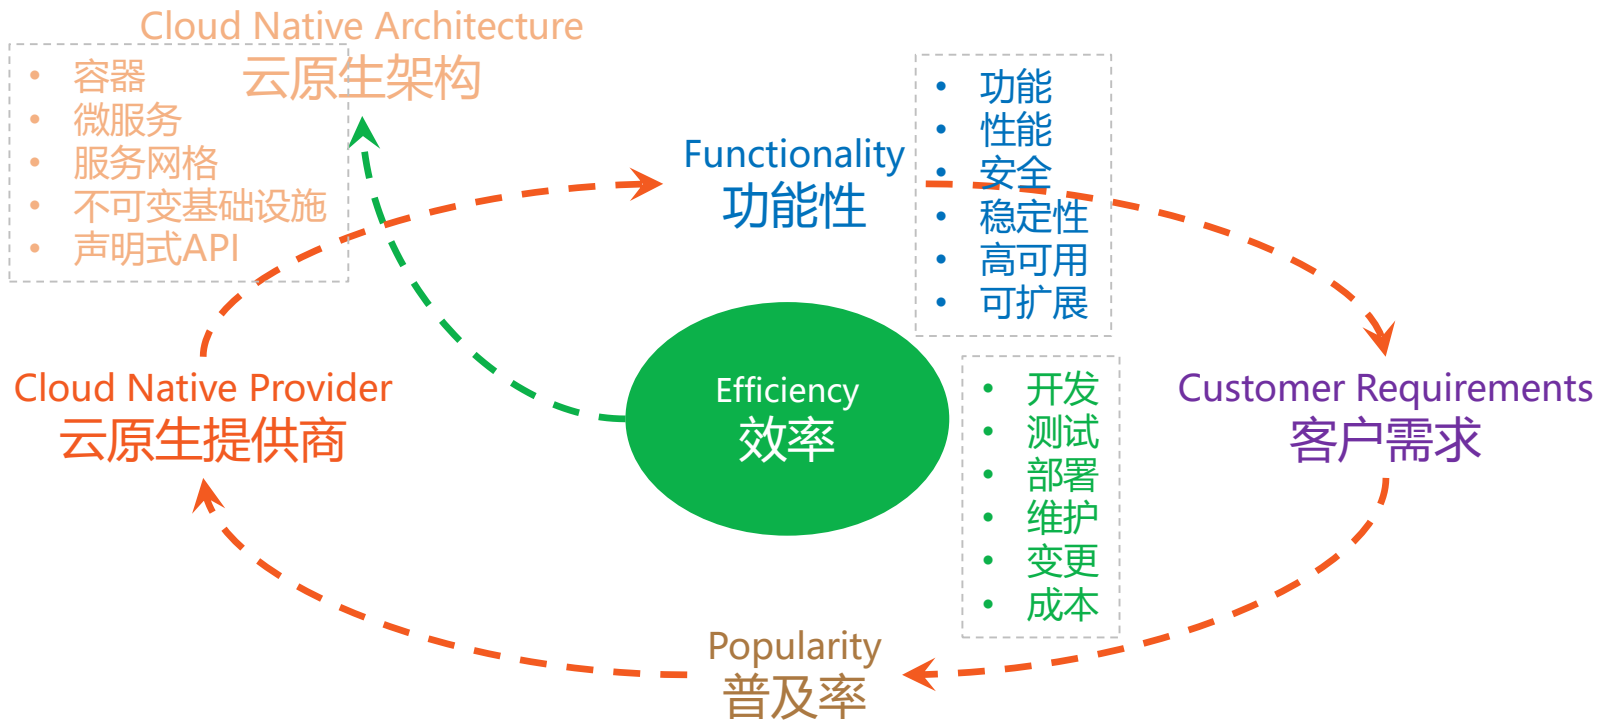 Cloud Native Architecture
云原生架构
• 容器
• 微服务
• 服务网格
• 不可变基础设施
• 声明式API
Functionality
功能性
• 功能
• 性能
• 安全
• 稳定性
• 高可用
• 可扩展
Cloud Native Provider
云原生提供商
Efficiency
效率
• 开发
• 测试
• 部署
• 维护
• 变更
• 成本
Customer Requirements
客户需求
Popularity
普及率